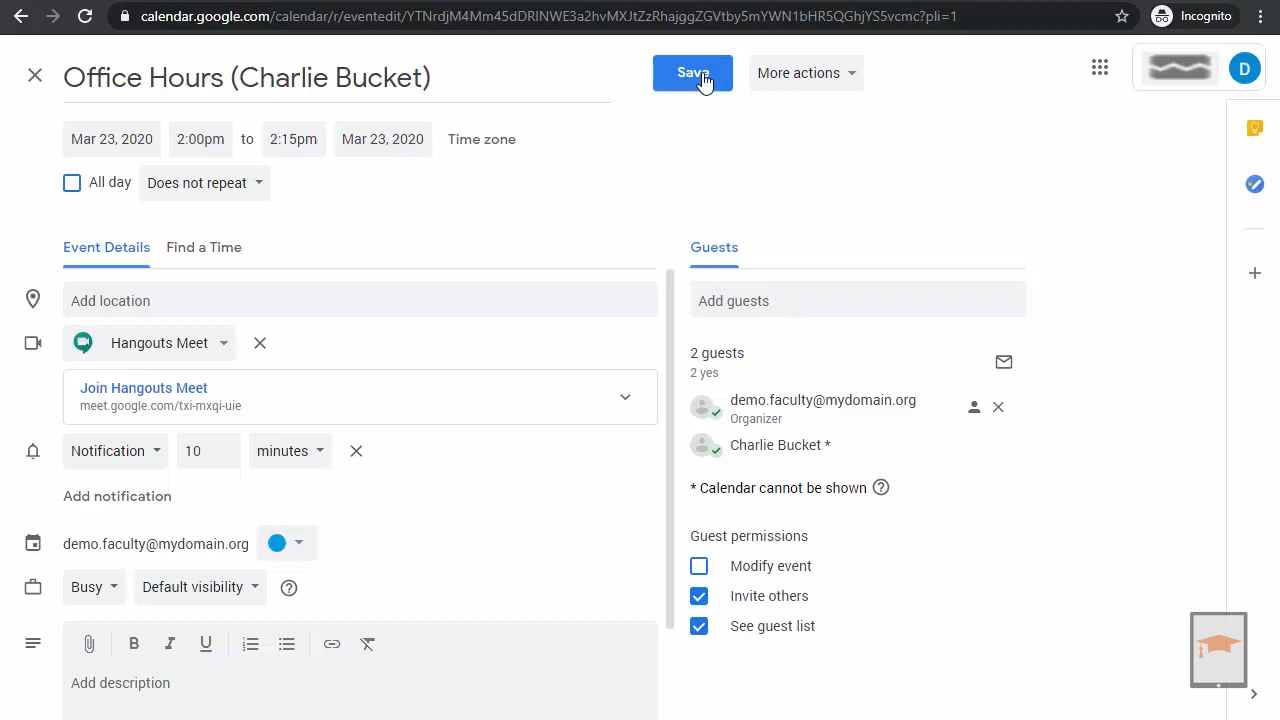 calendar.google.com/calendar/r/eventedit/YTNrdjM4Mm45dDRlNWE3a2hvMXJtZzRhajggZGVtby5mYWN1bHR5QGhjYS5vcmc?pli=1
Incognito
Office Hours (Charlie Bucket)
Save
More actions
D
Mar 23, 2020
2:00pm
to
2:15pm
Mar 23, 2020
Time zone
All day
Does not repeat
Event Details
Find a Time
Add location
Hangouts Meet
Join Hangouts Meet
meet.google.com/txi-mxqi-uie
Notification
10
minutes
Add notification
demo.faculty@mydomain.org
Busy
Default visibility
B
I
U
Add description
Guests
Add guests
2 guests
2 yes
demo.faculty@mydomain.org
Organizer
Charlie Bucket *
* Calendar cannot be shown
Guest permissions
Modify event
Invite others
See guest list